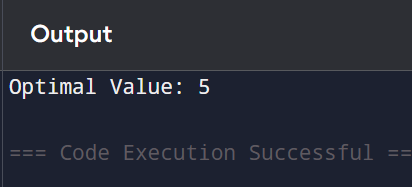 Output
Optimal Value: 5
=== Code Execution Successful ==